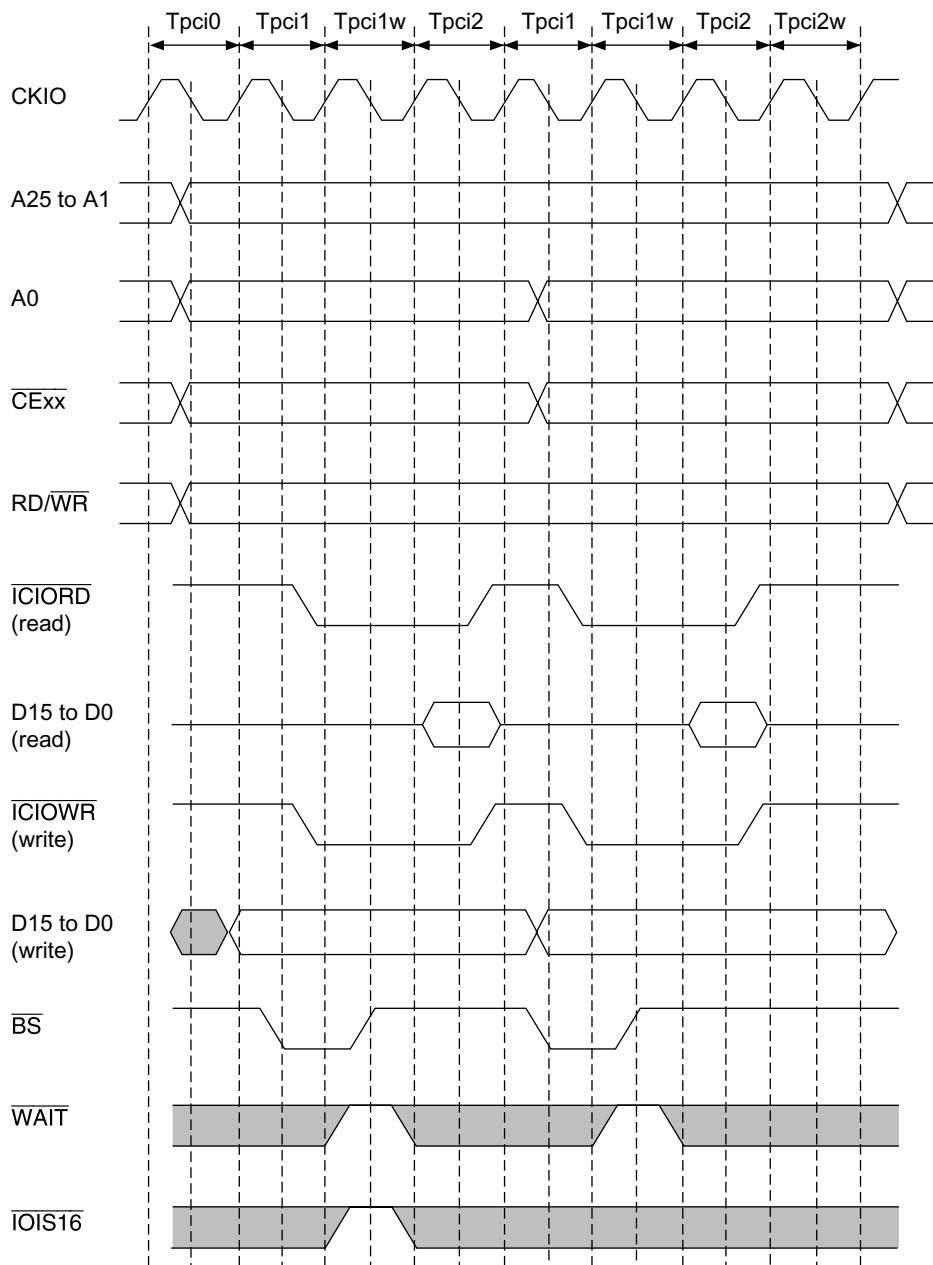 Tpci0 Tpci1 Tpci1w Tpci2 Tpci1 Tpci1w Tpci2 Tpci2w
CKIO
A25 to A1
A0
CExx
RD/WR
ICIORD
(read)
D15 to D0
(read)
ICIOWR
(write)
D15 to D0
(write)
BS
WAIT
IOIS16